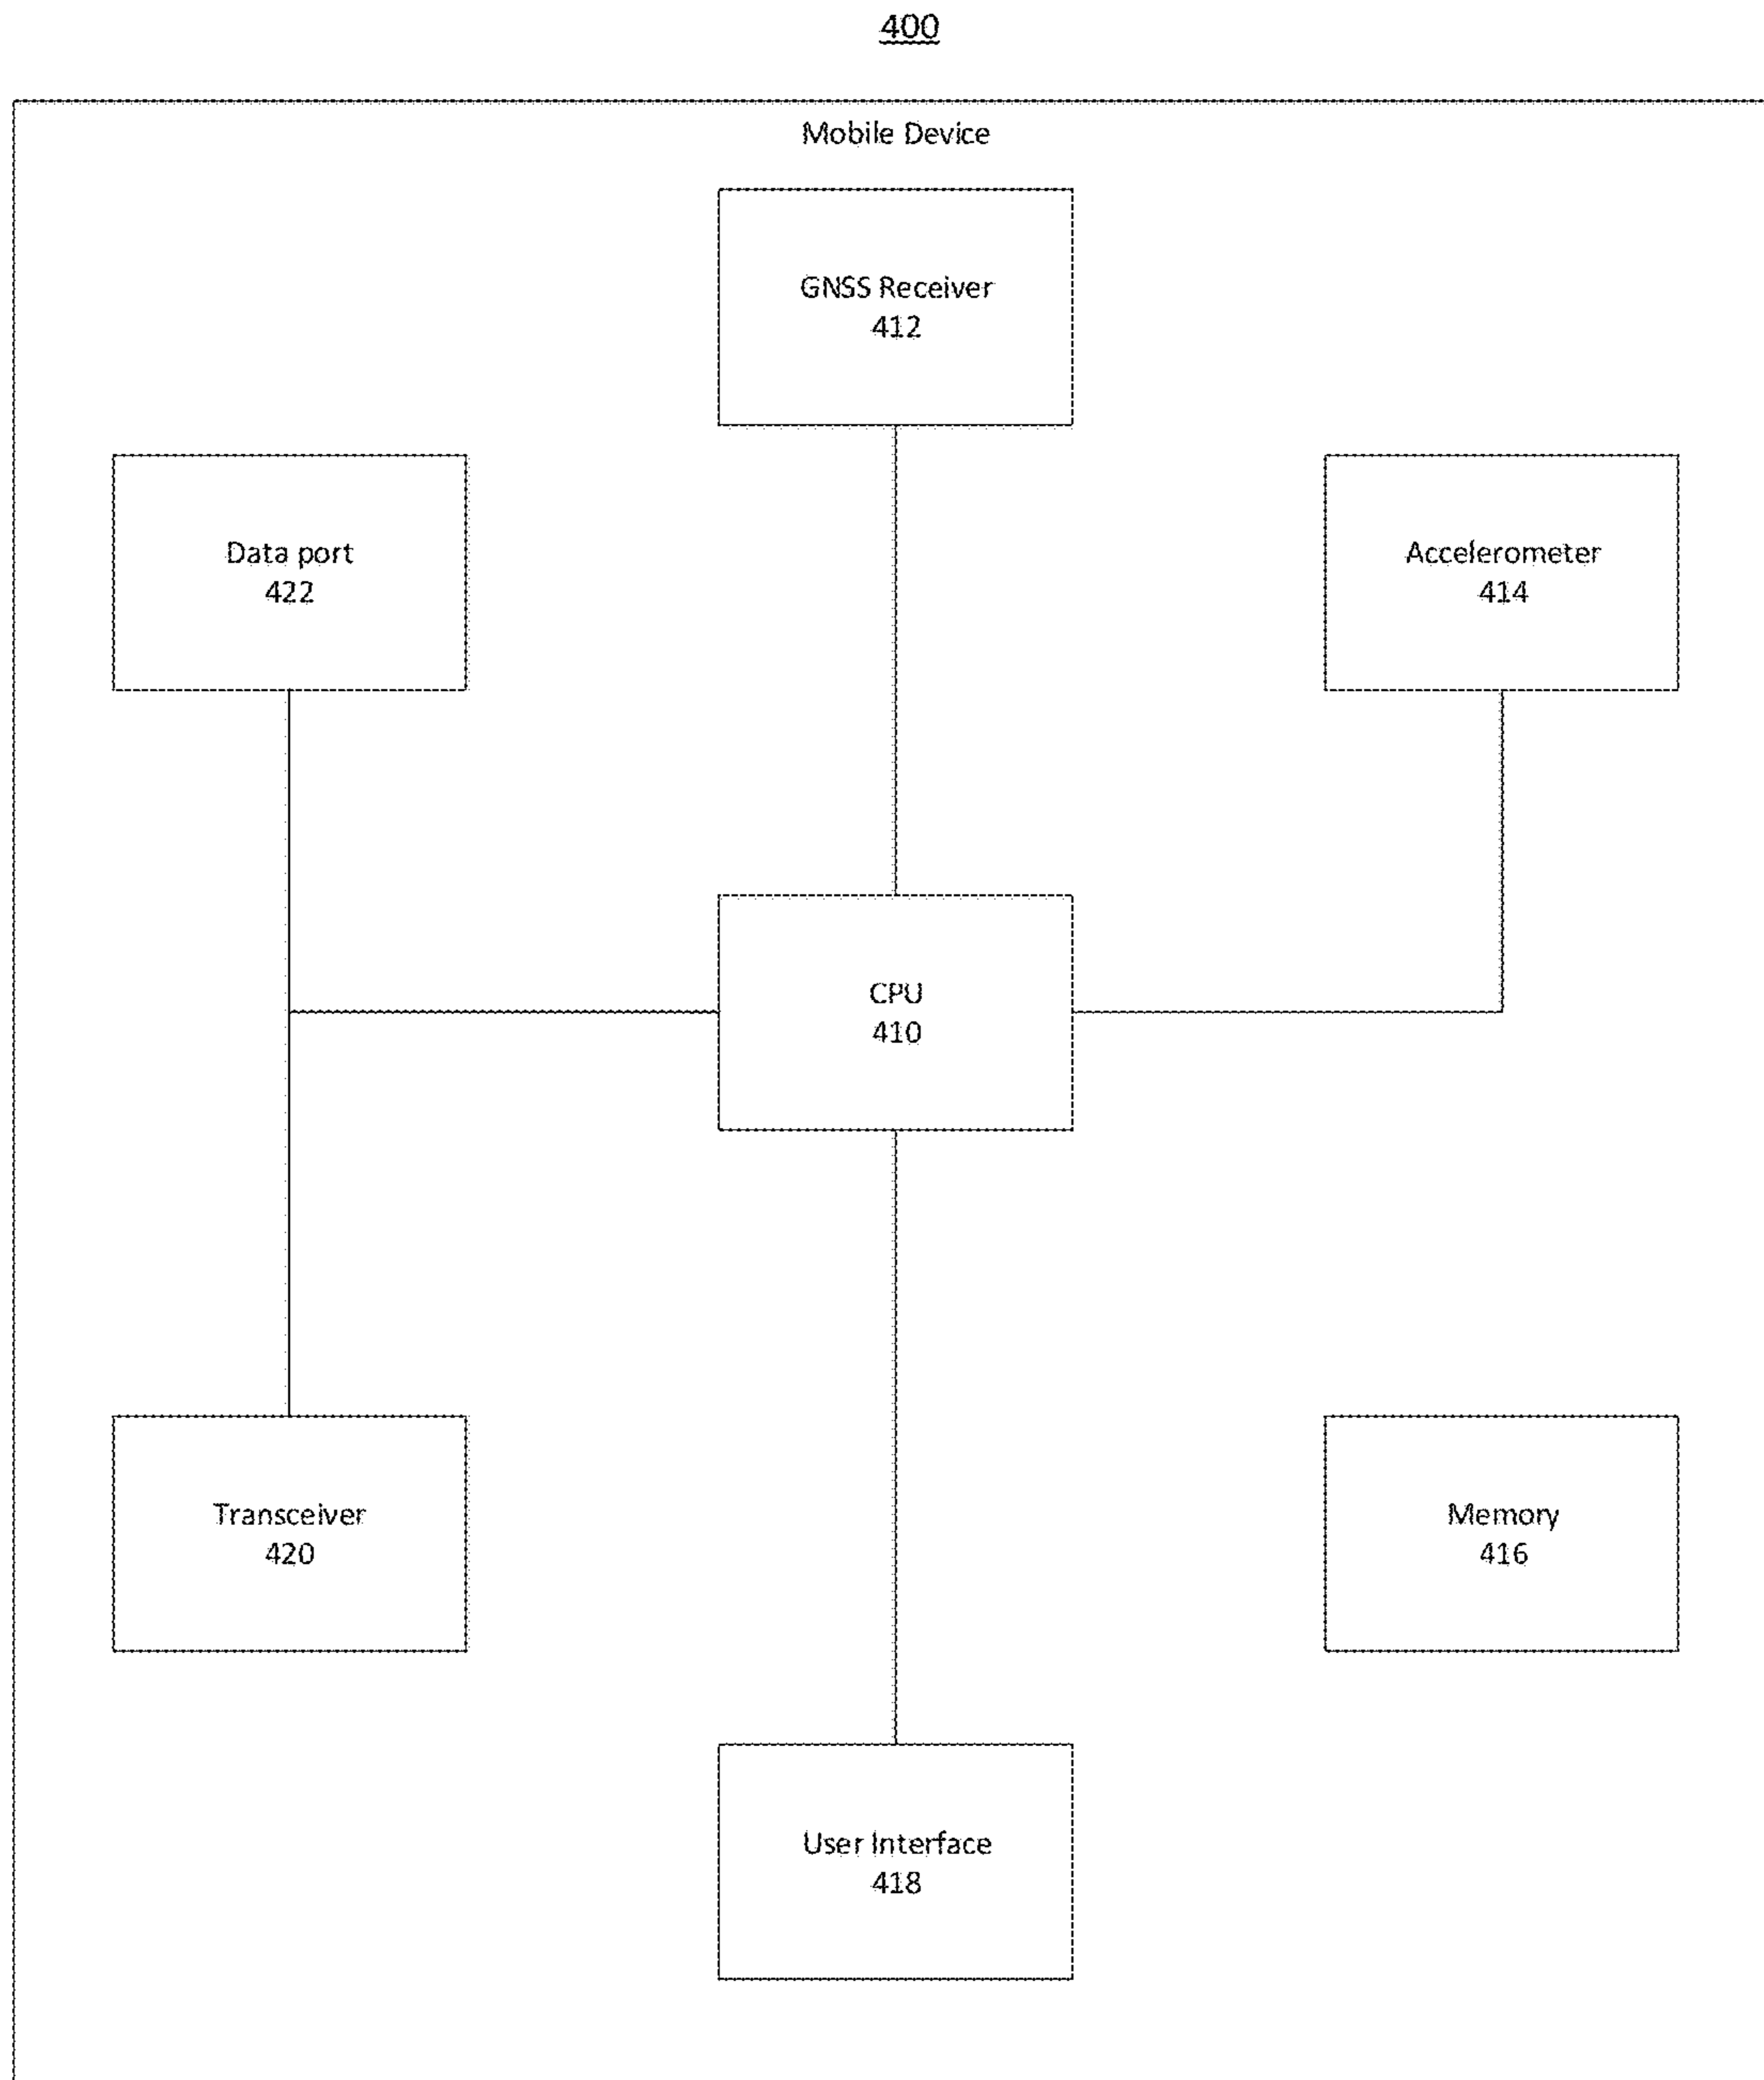 400
Mobile Device
GNSS Receiver
412
Data port
422
Accelerometer
414
CPU
410
Transceiver
420
Memory
416
User Interface
418